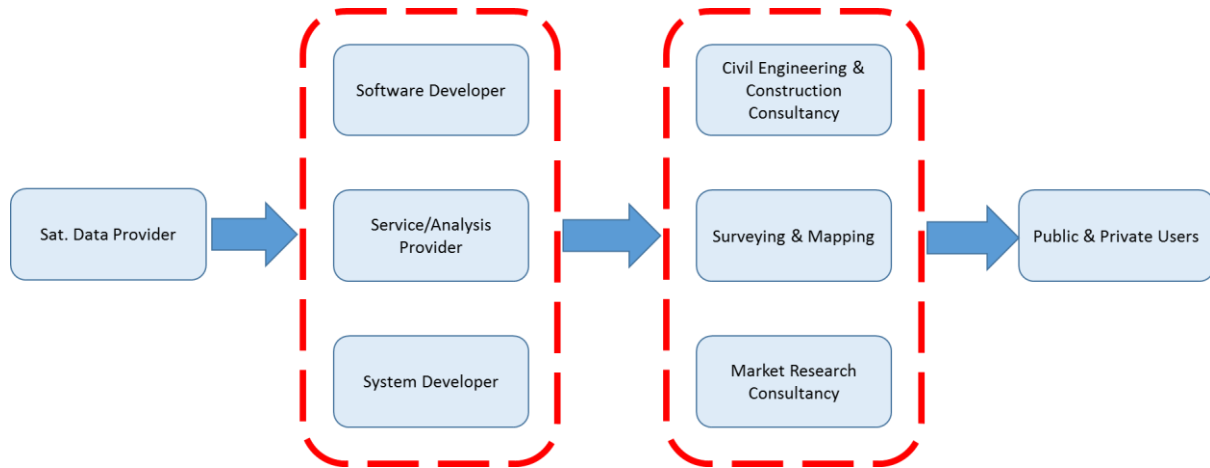 Sat. Data Provider
Software Developer
Service/Analysis
Provider
System Developer
Civil Engineering &
Construction
Consultancy
Surveying & Mapping
Market Research
Consultancy
Public & Private Users